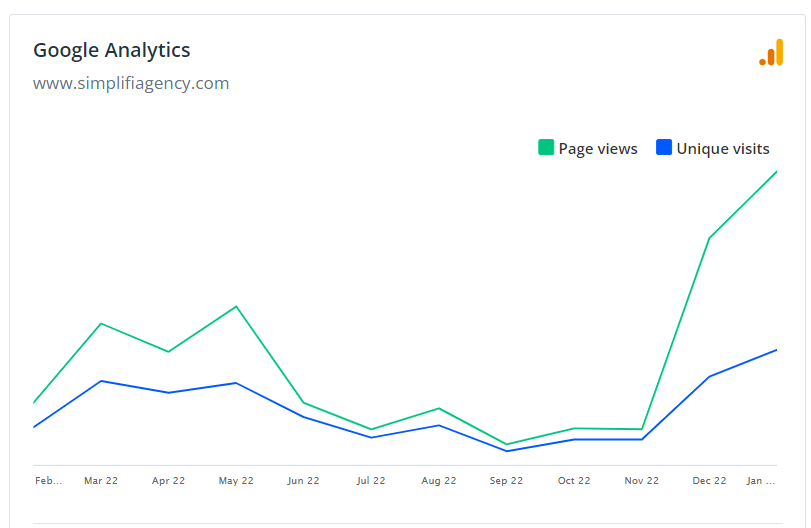 Google Analytics
www.simplifiagency.com
Page views Unique visits
Feb... Mar 22 Apr 22 May 22 Jun 22 Jul 22 Aug 22 Sep 22 Oct 22 Nov 22 Dec 22 Jan ...